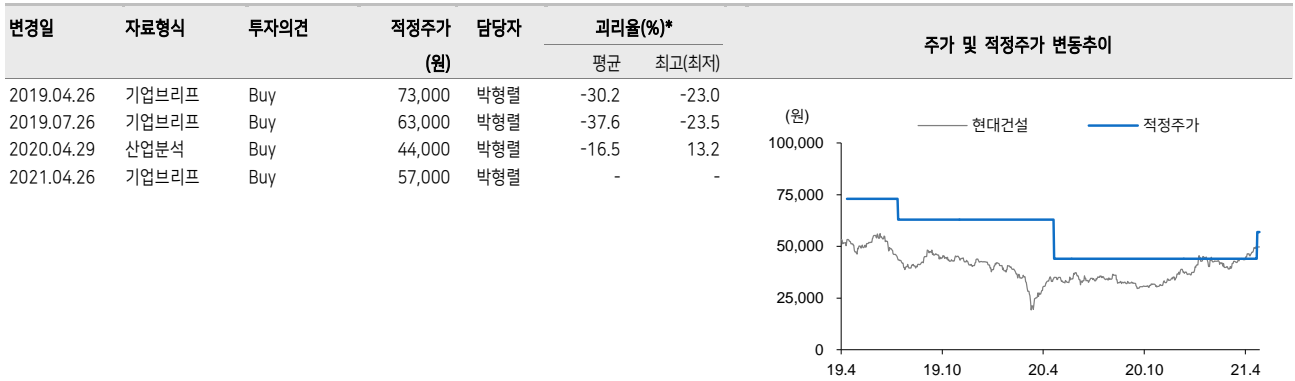 변경일 자료형식 투자의견 적정주가 담당자 괴리율(%)*
(원) 평균 최고(최저)
2019.04.26 기업브리프 Buy 73,000 박형렬 -30.2 -23.0
2019.07.26 기업브리프 Buy 63,000 박형렬 -37.6 -23.5
2020.04.29 산업분석 Buy 44,000 박형렬 -16.5 13.2
2021.04.26 기업브리프 Buy 57,000 박형렬 - -
주가 및 적정주가 변동추이
(원)
현대건설 적정주가
100,000
75,000
50,000
25,000
0
19.4 19.10 20.4 20.10 21.4